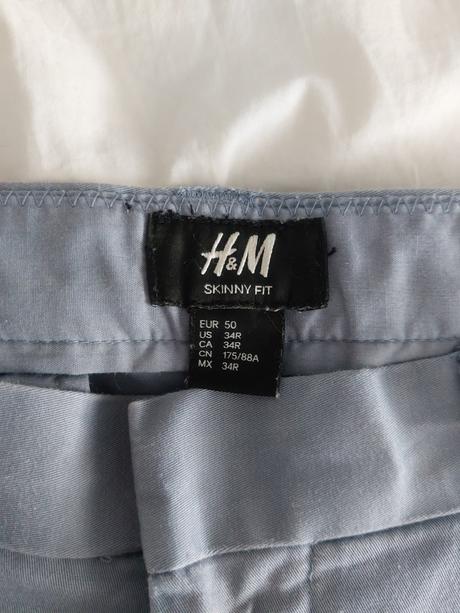 H&M
SKINNY FIT
EUR 50
US 34R
CA 34R
CN 175/88A
MX 34R